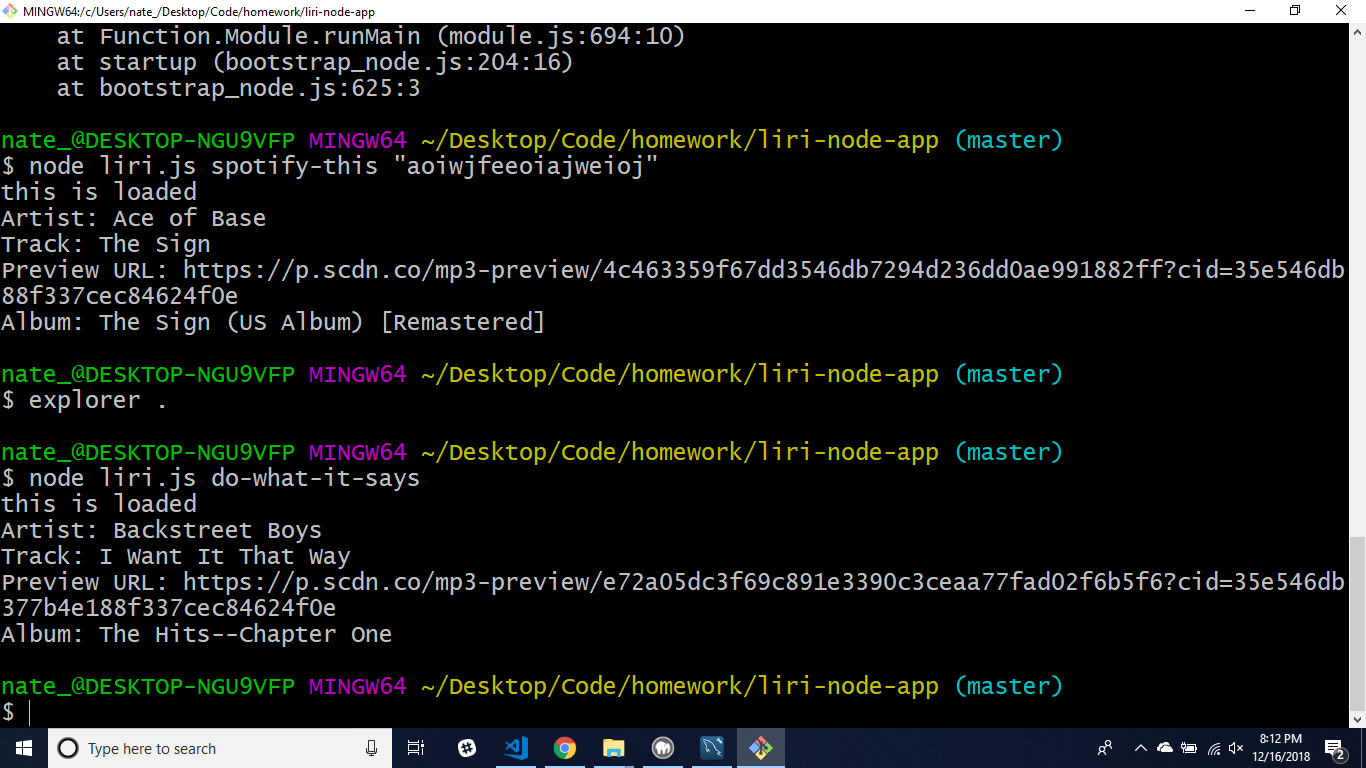 MINGW64:/c/Users/nate_/Desktop/Code/homework/liri-node-app
at Function.Module.runMain (module.js:694:10)
at startup (bootstrap_node.js:204:16)
at bootstrap_node.js:625:3
nate_@DESKTOP-NGU9VFP MINGW64 ~/Desktop/Code/homework/liri-node-app (master)
$ node liri.js spotify-this "aoiwjfeeoiajweioj"
this is loaded
Artist: Ace of Base
Track: The Sign
Preview URL: https://p.scdn.co/mp3-preview/4c463359f67dd3546db7294d236dd0ae991882ff?cid=35e546db
88f337cec84624f0e
Album: The Sign (US Album) [Remastered]
nate_@DESKTOP-NGU9VFP MINGW64 ~/Desktop/Code/homework/liri-node-app (master)
$ explorer .
nate_@DESKTOP-NGU9VFP MINGW64 ~/Desktop/Code/homework/liri-node-app (master)
$ node liri.js do-what-it-says
this is loaded
Artist: Backstreet Boys
Track: I Want It That Way
Preview URL: https://p.scdn.co/mp3-preview/e72a05dc3f69c891e3390c3ceaa77fad02f6b5f6?cid=35e546db
377b4e188f337cec84624f0e
Album: The Hits--Chapter One
nate_@DESKTOP-NGU9VFP MINGW64 ~/Desktop/Code/homework/liri-node-app (master)
$
Type here to search
8:12 PM
12/16/2018
2